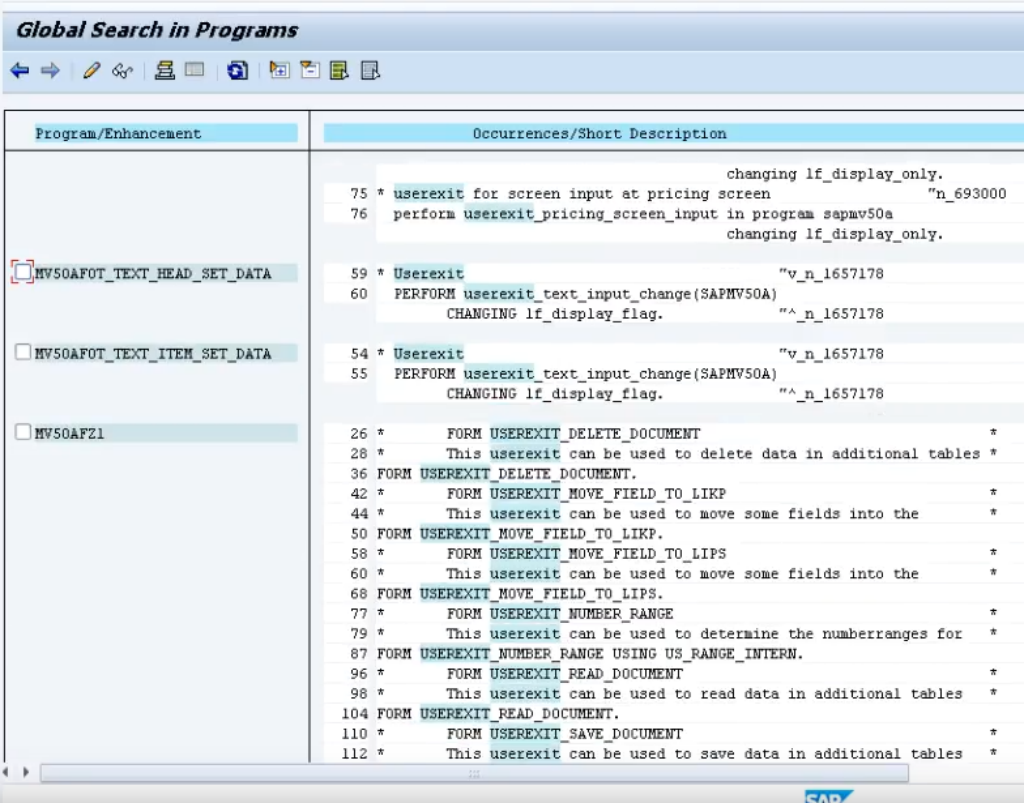 Global Search in Programs
Program/Enhancement Occurrences/Short Description
changing lf_display_only.
75 * userexit for screen input at pricing screen "n_693000
76 perform userexit_pricing_screen_input in program sapmv50a
changing lf_display_only.
MV50AFOT_TEXT_HEAD_SET_DATA 59 * Userexit "v_n_1657178
60 PERFORM userexit_text_input_change(SAPMV50A)
CHANGING lf_display_flag. "^_n_1657178
MV50AFOT_TEXT_ITEM_SET_DATA 54 * Userexit "v_n_1657178
55 PERFORM userexit_text_input_change(SAPMV50A)
CHANGING lf_display_flag. "^_n_1657178
MV50AFZ1 26 * FORM USEREXIT_DELETE_DOCUMENT *
28 * This userexit can be used to delete data in additional tables *
36 FORM USEREXIT_DELETE_DOCUMENT.
42 * FORM USEREXIT_MOVE_FIELD_TO_LIKP *
44 * This userexit can be used to move some fields into the *
50 FORM USEREXIT_MOVE_FIELD_TO_LIKP.
58 * FORM USEREXIT_MOVE_FIELD_TO_LIPS *
60 * This userexit can be used to move some fields into the *
68 FORM USEREXIT_MOVE_FIELD_TO_LIPS.
77 * FORM USEREXIT_NUMBER_RANGE *
79 * This userexit can be used to determine the numberranges for *
87 FORM USEREXIT_NUMBER_RANGE USING US_RANGE_INTERN.
96 * FORM USEREXIT_READ_DOCUMENT *
98 * This userexit can be used to read data in additional tables *
104 FORM USEREXIT_READ_DOCUMENT.
110 * FORM USEREXIT_SAVE_DOCUMENT *
112 * This userexit can be used to save data in additional tables *
SAP